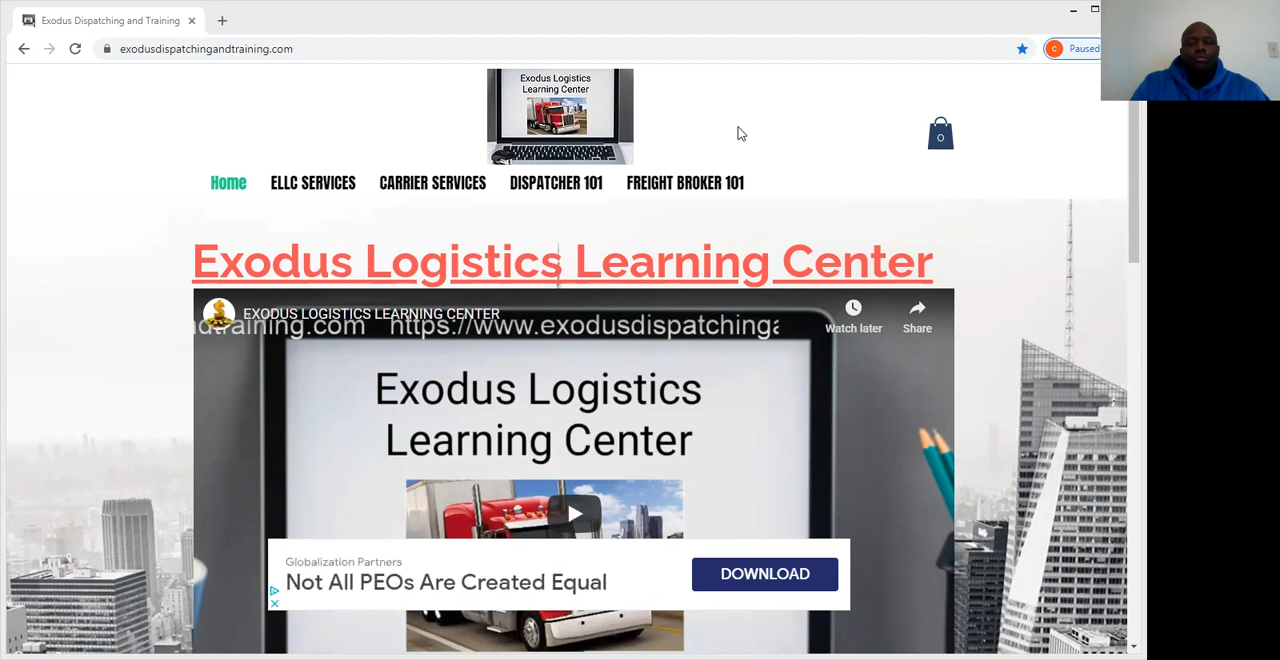 Exodus Dispatching and Training
exodusdispatchingandtraining.com
C
Paused
Exodus Logistics
Learning Center
0
Home ELLC SERVICES CARRIER SERVICES DISPATCHER 101 FREIGHT BROKER 101
Exodus Logistics Learning Center
EXODUS LOGISTICS LEARNING CENTER
ndtraining.com https://www.exodusdispatchinga
Watch later Share
Exodus Logistics
Learning Center
Globalization Partners
Not All PEOs Are Created Equal
DOWNLOAD